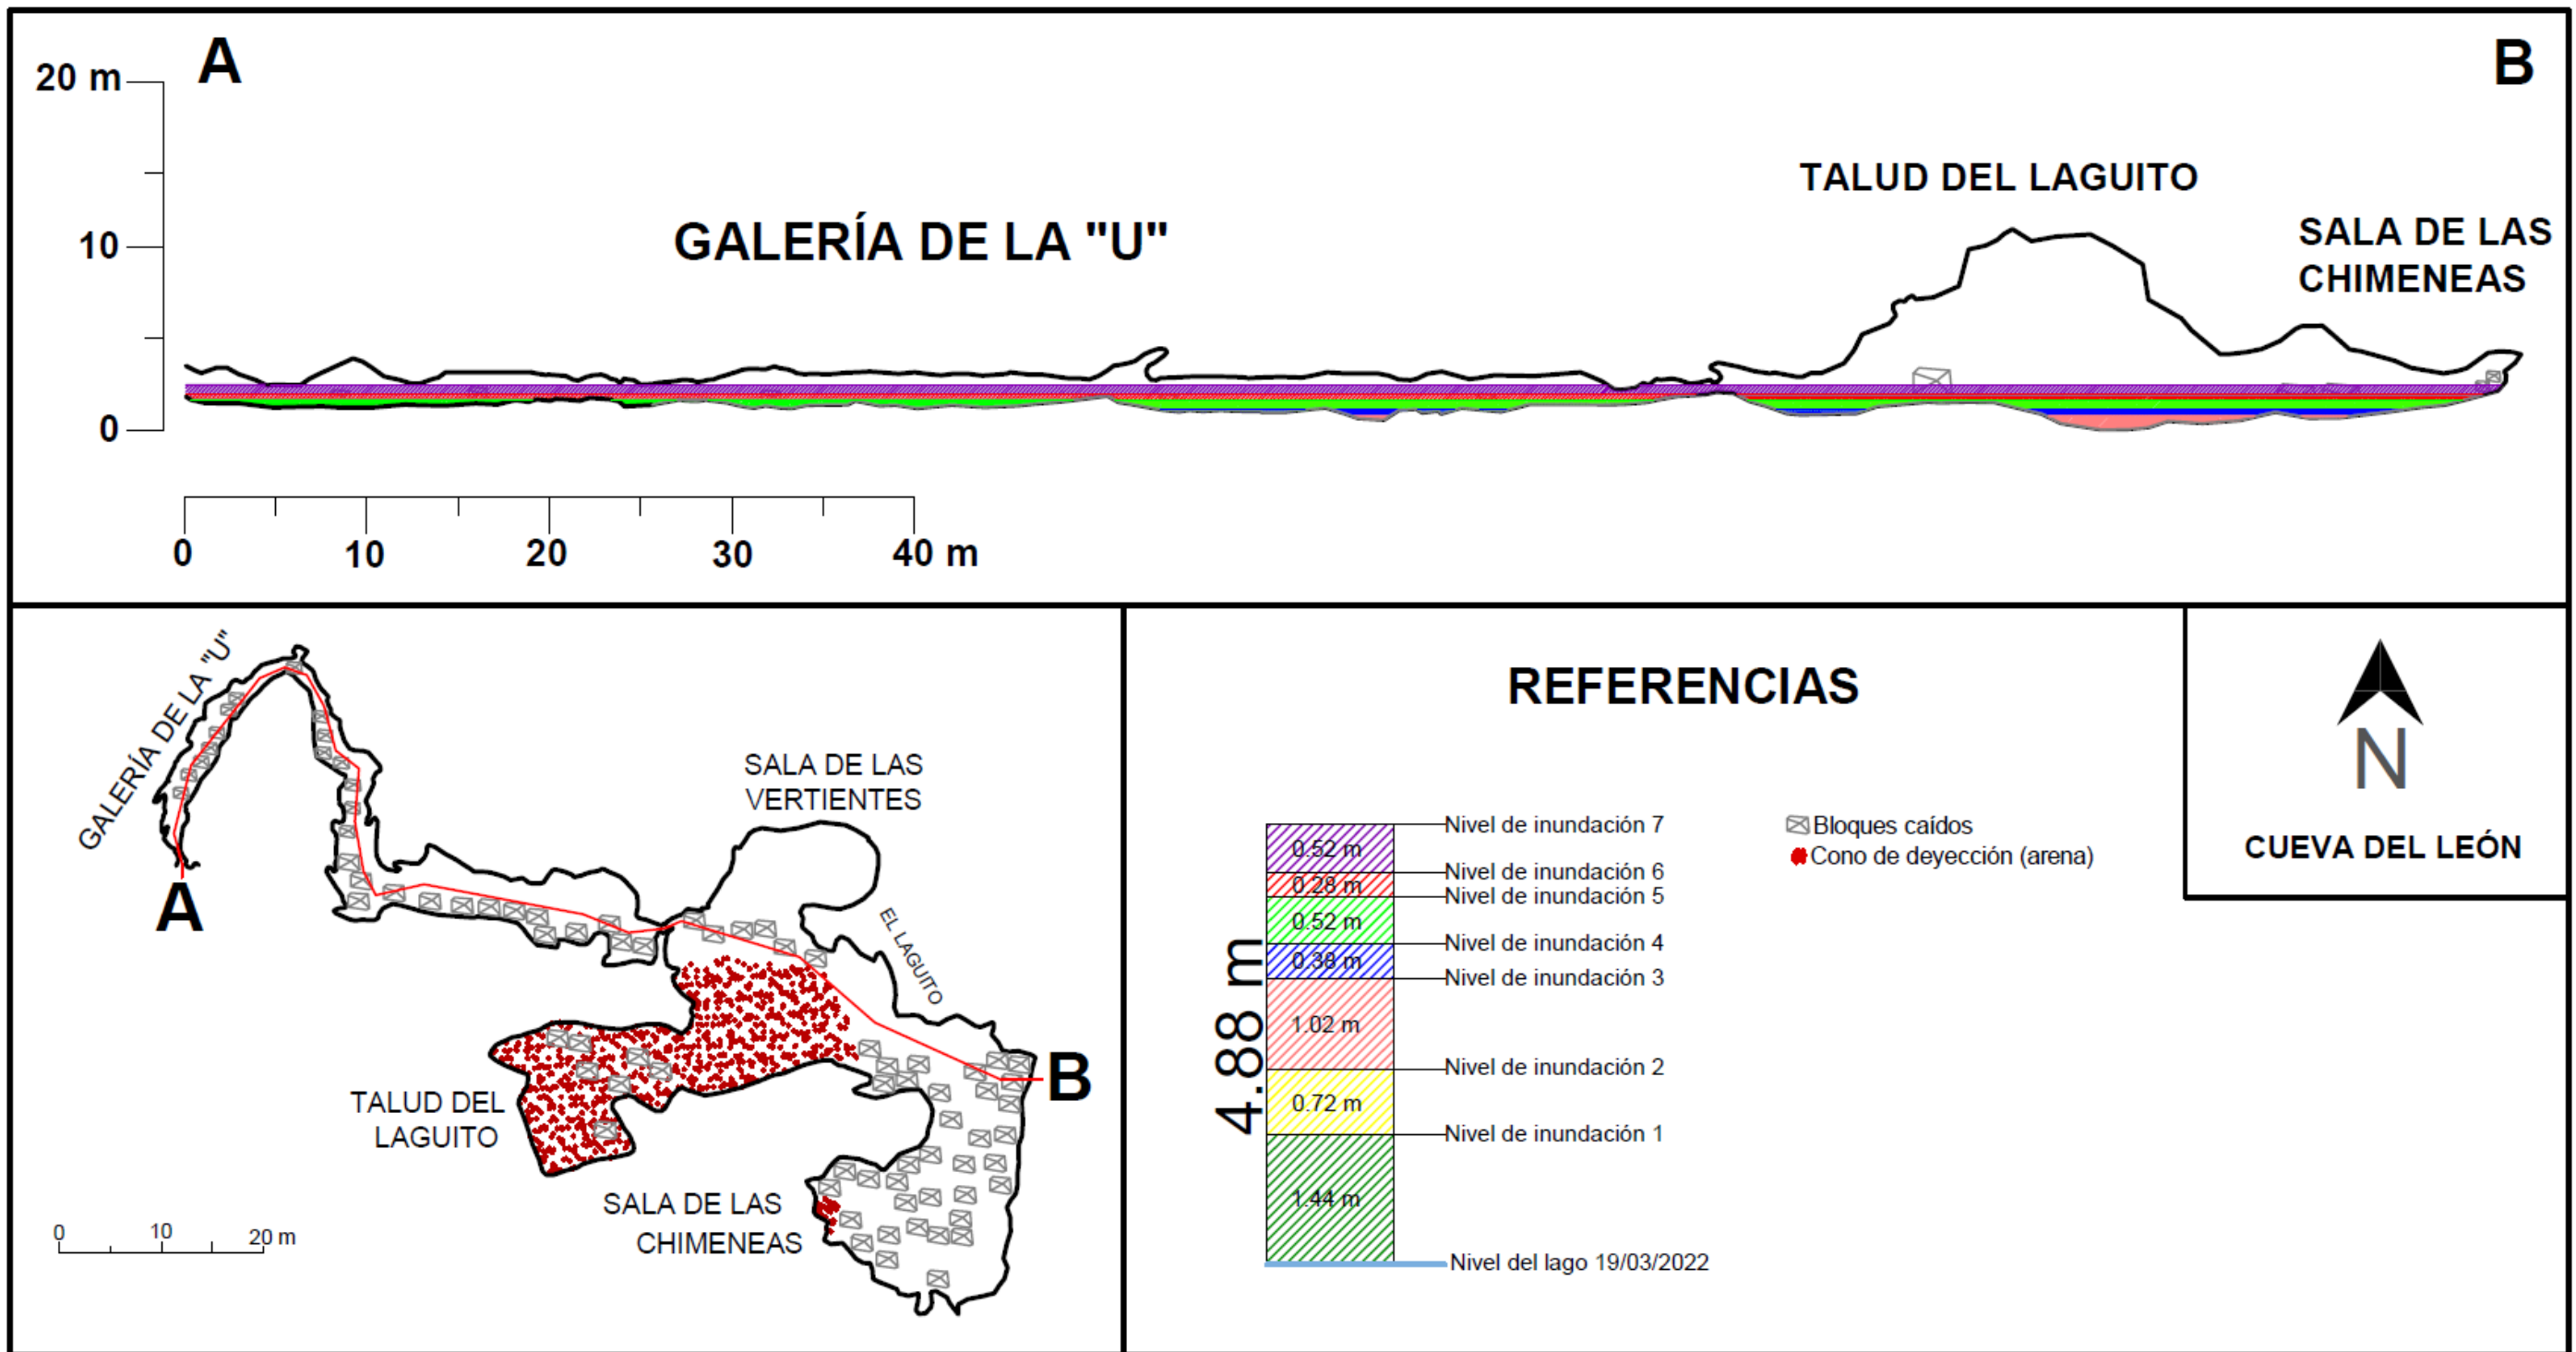 20 m
10
0
A
B
GALERÍA DE LA "U"
TALUD DEL LAGUITO
SALA DE LAS
CHIMENEAS
0
10
20
30
40 m
GALERÍA DE LA "U"
A
SALA DE LAS
VERTIENTES
EL LAGUITO
B
TALUD DEL
LAGUITO
SALA DE LAS
CHIMENEAS
0
10
20 m
REFERENCIAS
4.88 m
0.52 m
0.28 m
0.52 m
0.38 m
1.02 m
0.72 m
1.44 m
Nivel de inundación 7
Nivel de inundación 6
Nivel de inundación 5
Nivel de inundación 4
Nivel de inundación 3
Nivel de inundación 2
Nivel de inundación 1
Nivel del lago 19/03/2022
Bloques caídos
Cono de deyección (arena)
N
CUEVA DEL LEÓN